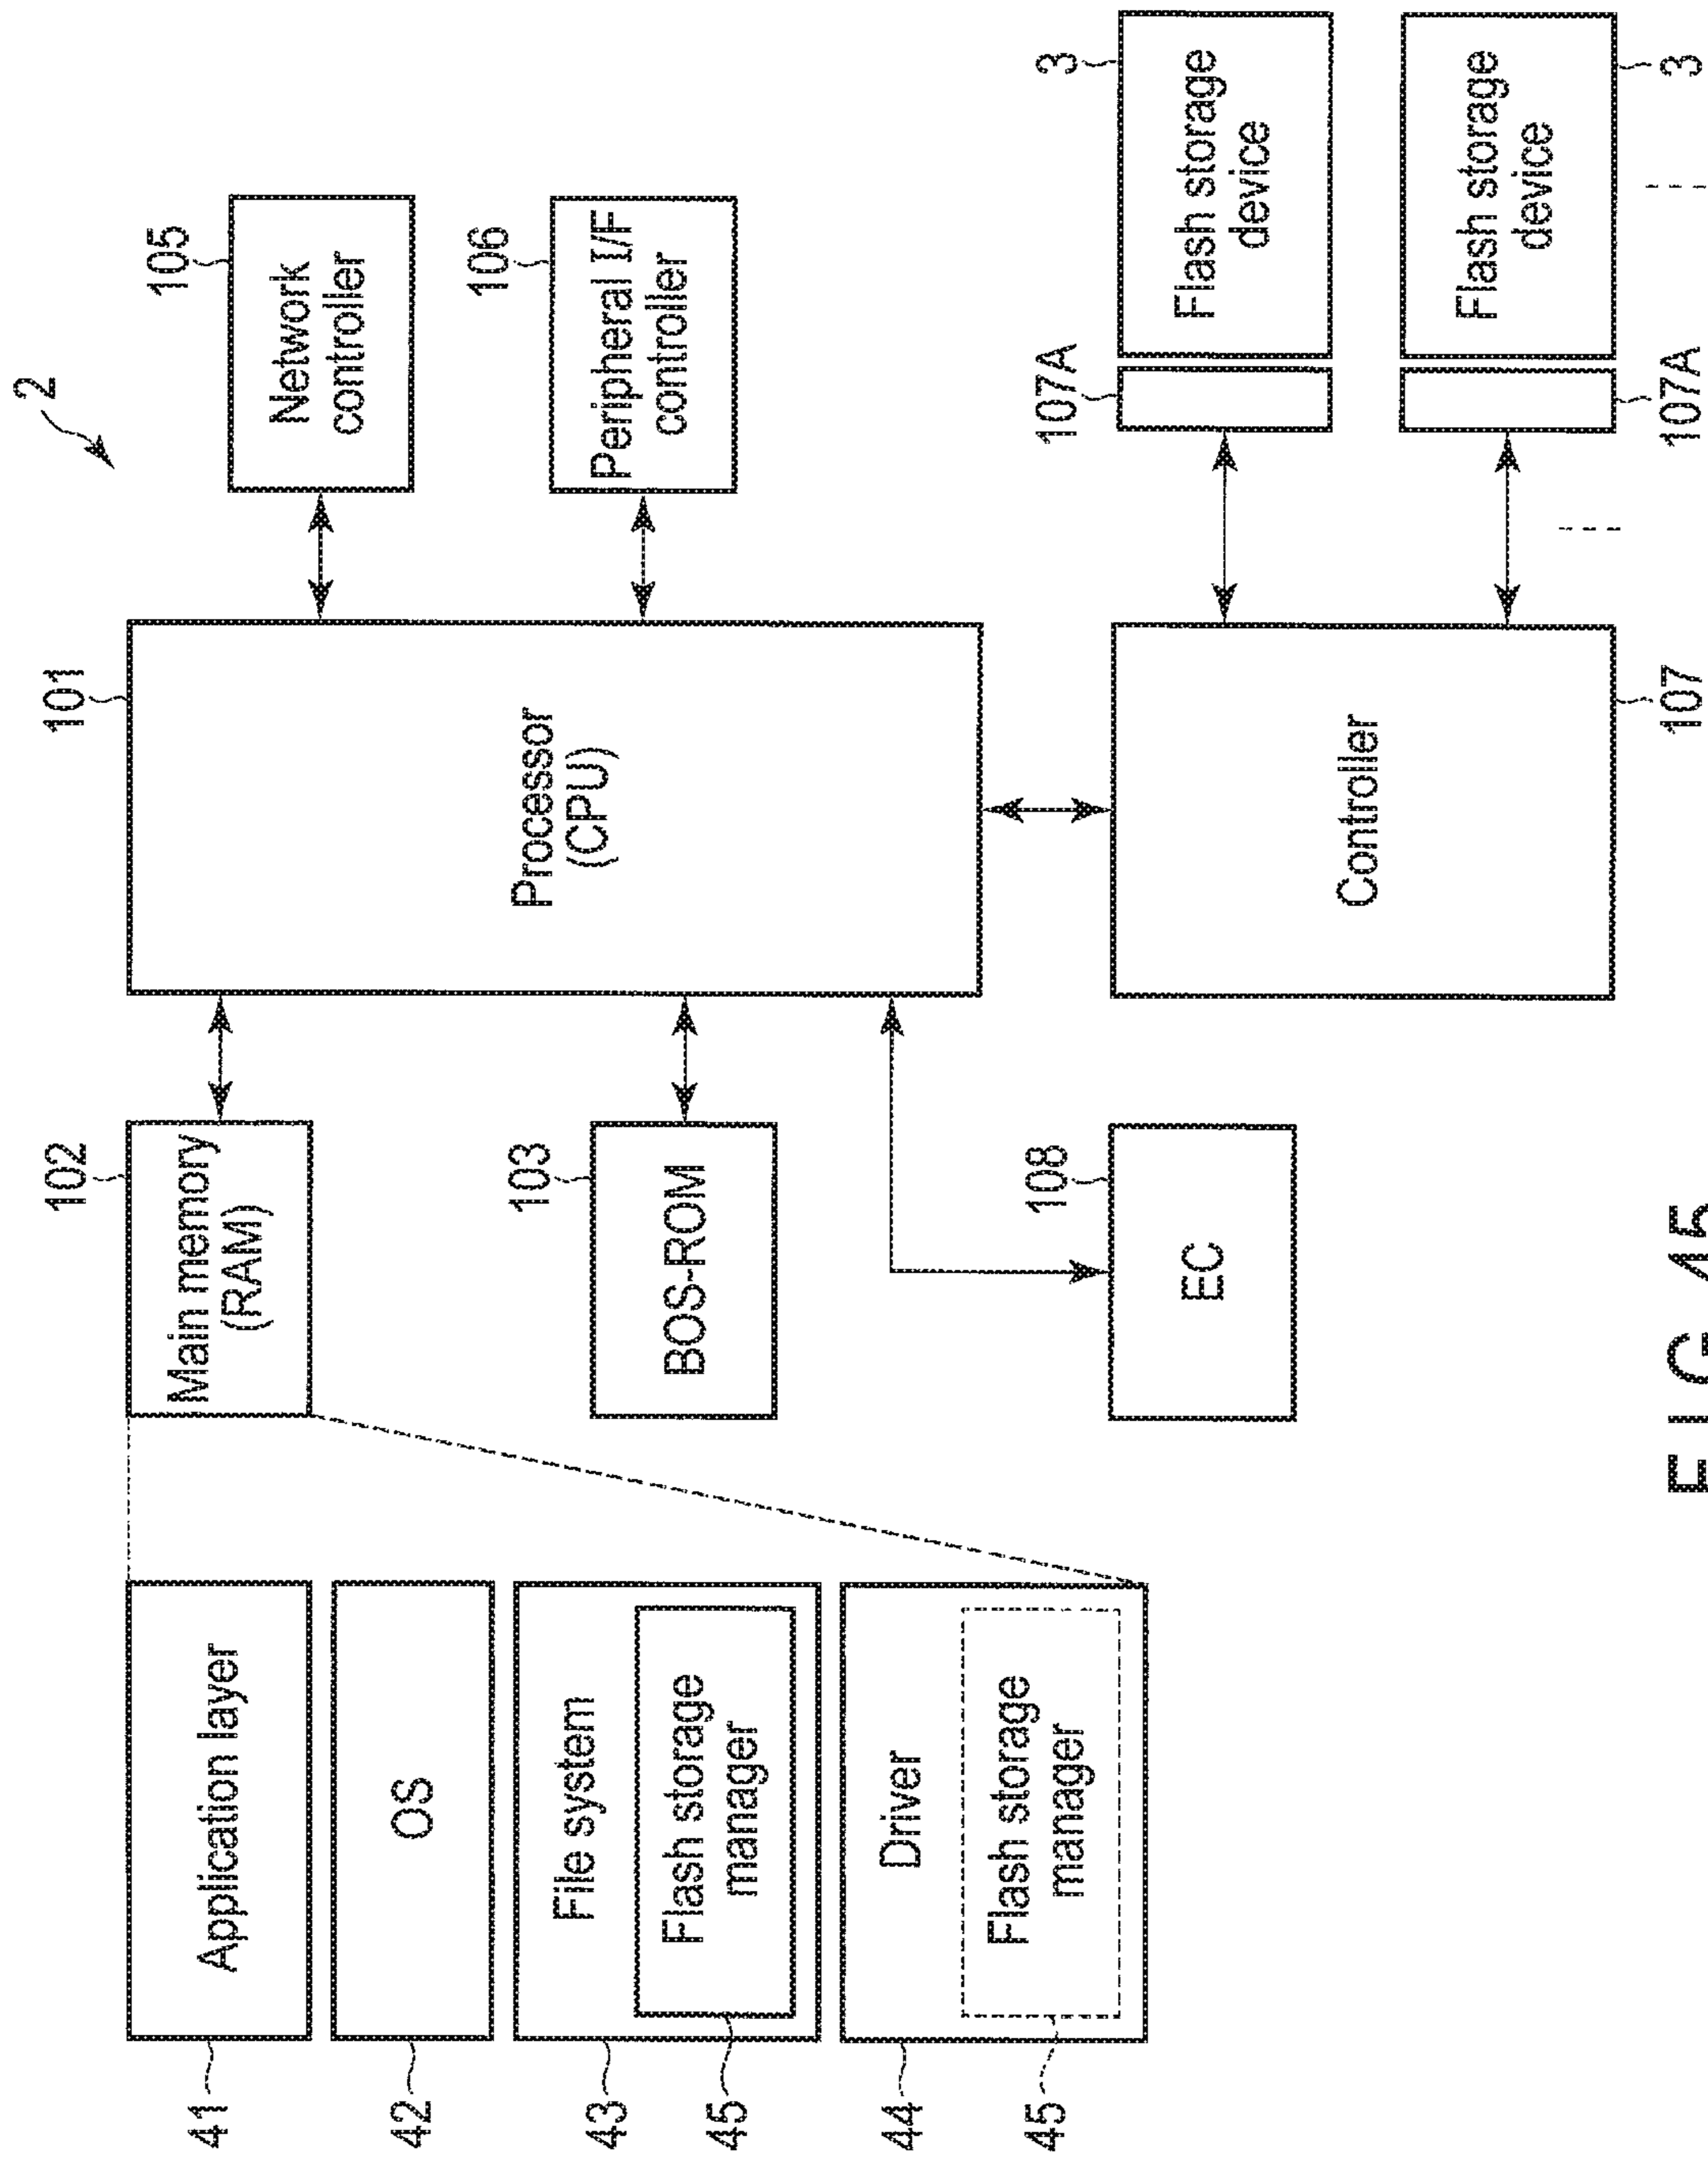 2
41
Application layer
42
OS
43
File system
45
Flash storage
manager
44
Driver
45
Flash storage
manager
102
Main memory
(RAM)
103
BOS-ROM
108
EC
101
Processor
(CPU)
105
Network
controller
106
Peripheral I/F
controller
107
Controller
107A
3
Flash storage
device
107A
3
Flash storage
device
FIG. 45